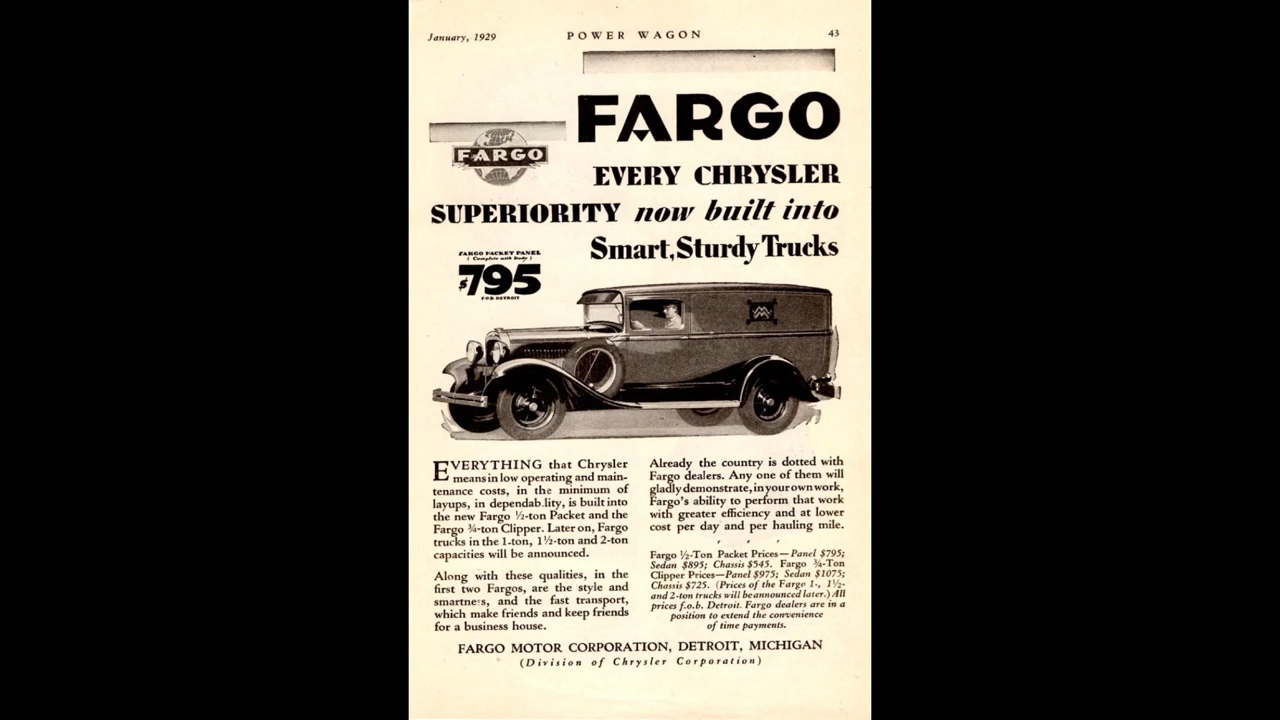 January, 1929
POWER WAGON
43
FARGO
FARGO
EVERY CHRYSLER
SUPERIORITY now built into
Smart, Sturdy Trucks
FARGO PACKET PANEL
(Complete with body)
$795
F.O.B. DETROIT
EVERYTHING that Chrysler
means in low operating and main-
tenance costs, in the minimum of
layups, in dependab.lity, is built into
the new Fargo ½-ton Packet and the
Fargo ¾-ton Clipper. Later on, Fargo
trucks in the 1-ton, 1½-ton and 2-ton
capacities will be announced.
Along with these qualities, in the
first two Fargos, are the style and
smartness, and the fast transport,
which make friends and keep friends
for a business house.
Already the country is dotted with
Fargo dealers. Any one of them will
gladly demonstrate, in your own work,
Fargo's ability to perform that work
with greater efficiency and at lower
cost per day and per hauling mile.
Fargo ½-Ton Packet Prices—Panel $795;
Sedan $895; Chassis $545. Fargo ¾-Ton
Clipper Prices—Panel $975; Sedan $1075;
Chassis $725. (Prices of the Fargo 1-, 1½-
and 2-ton trucks will be announced later.) All
prices f.o.b. Detroit. Fargo dealers are in a
position to extend the convenience
of time payments.
FARGO MOTOR CORPORATION, DETROIT, MICHIGAN
(Division of Chrysler Corporation)